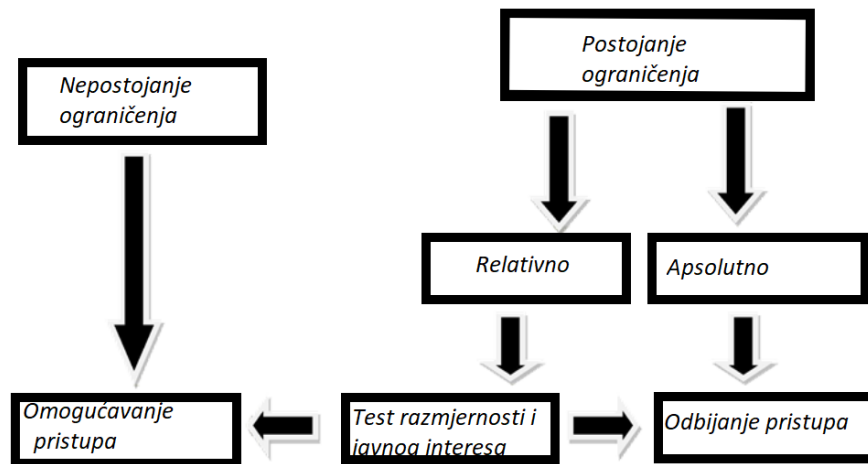 Postojanje
ograničenja
Nepostojanje
ograničenja
Relativno
Apsolutno
Omogućavanje
pristupa
Test razmjernosti i
javnog interesa
Odbijanje pristupa